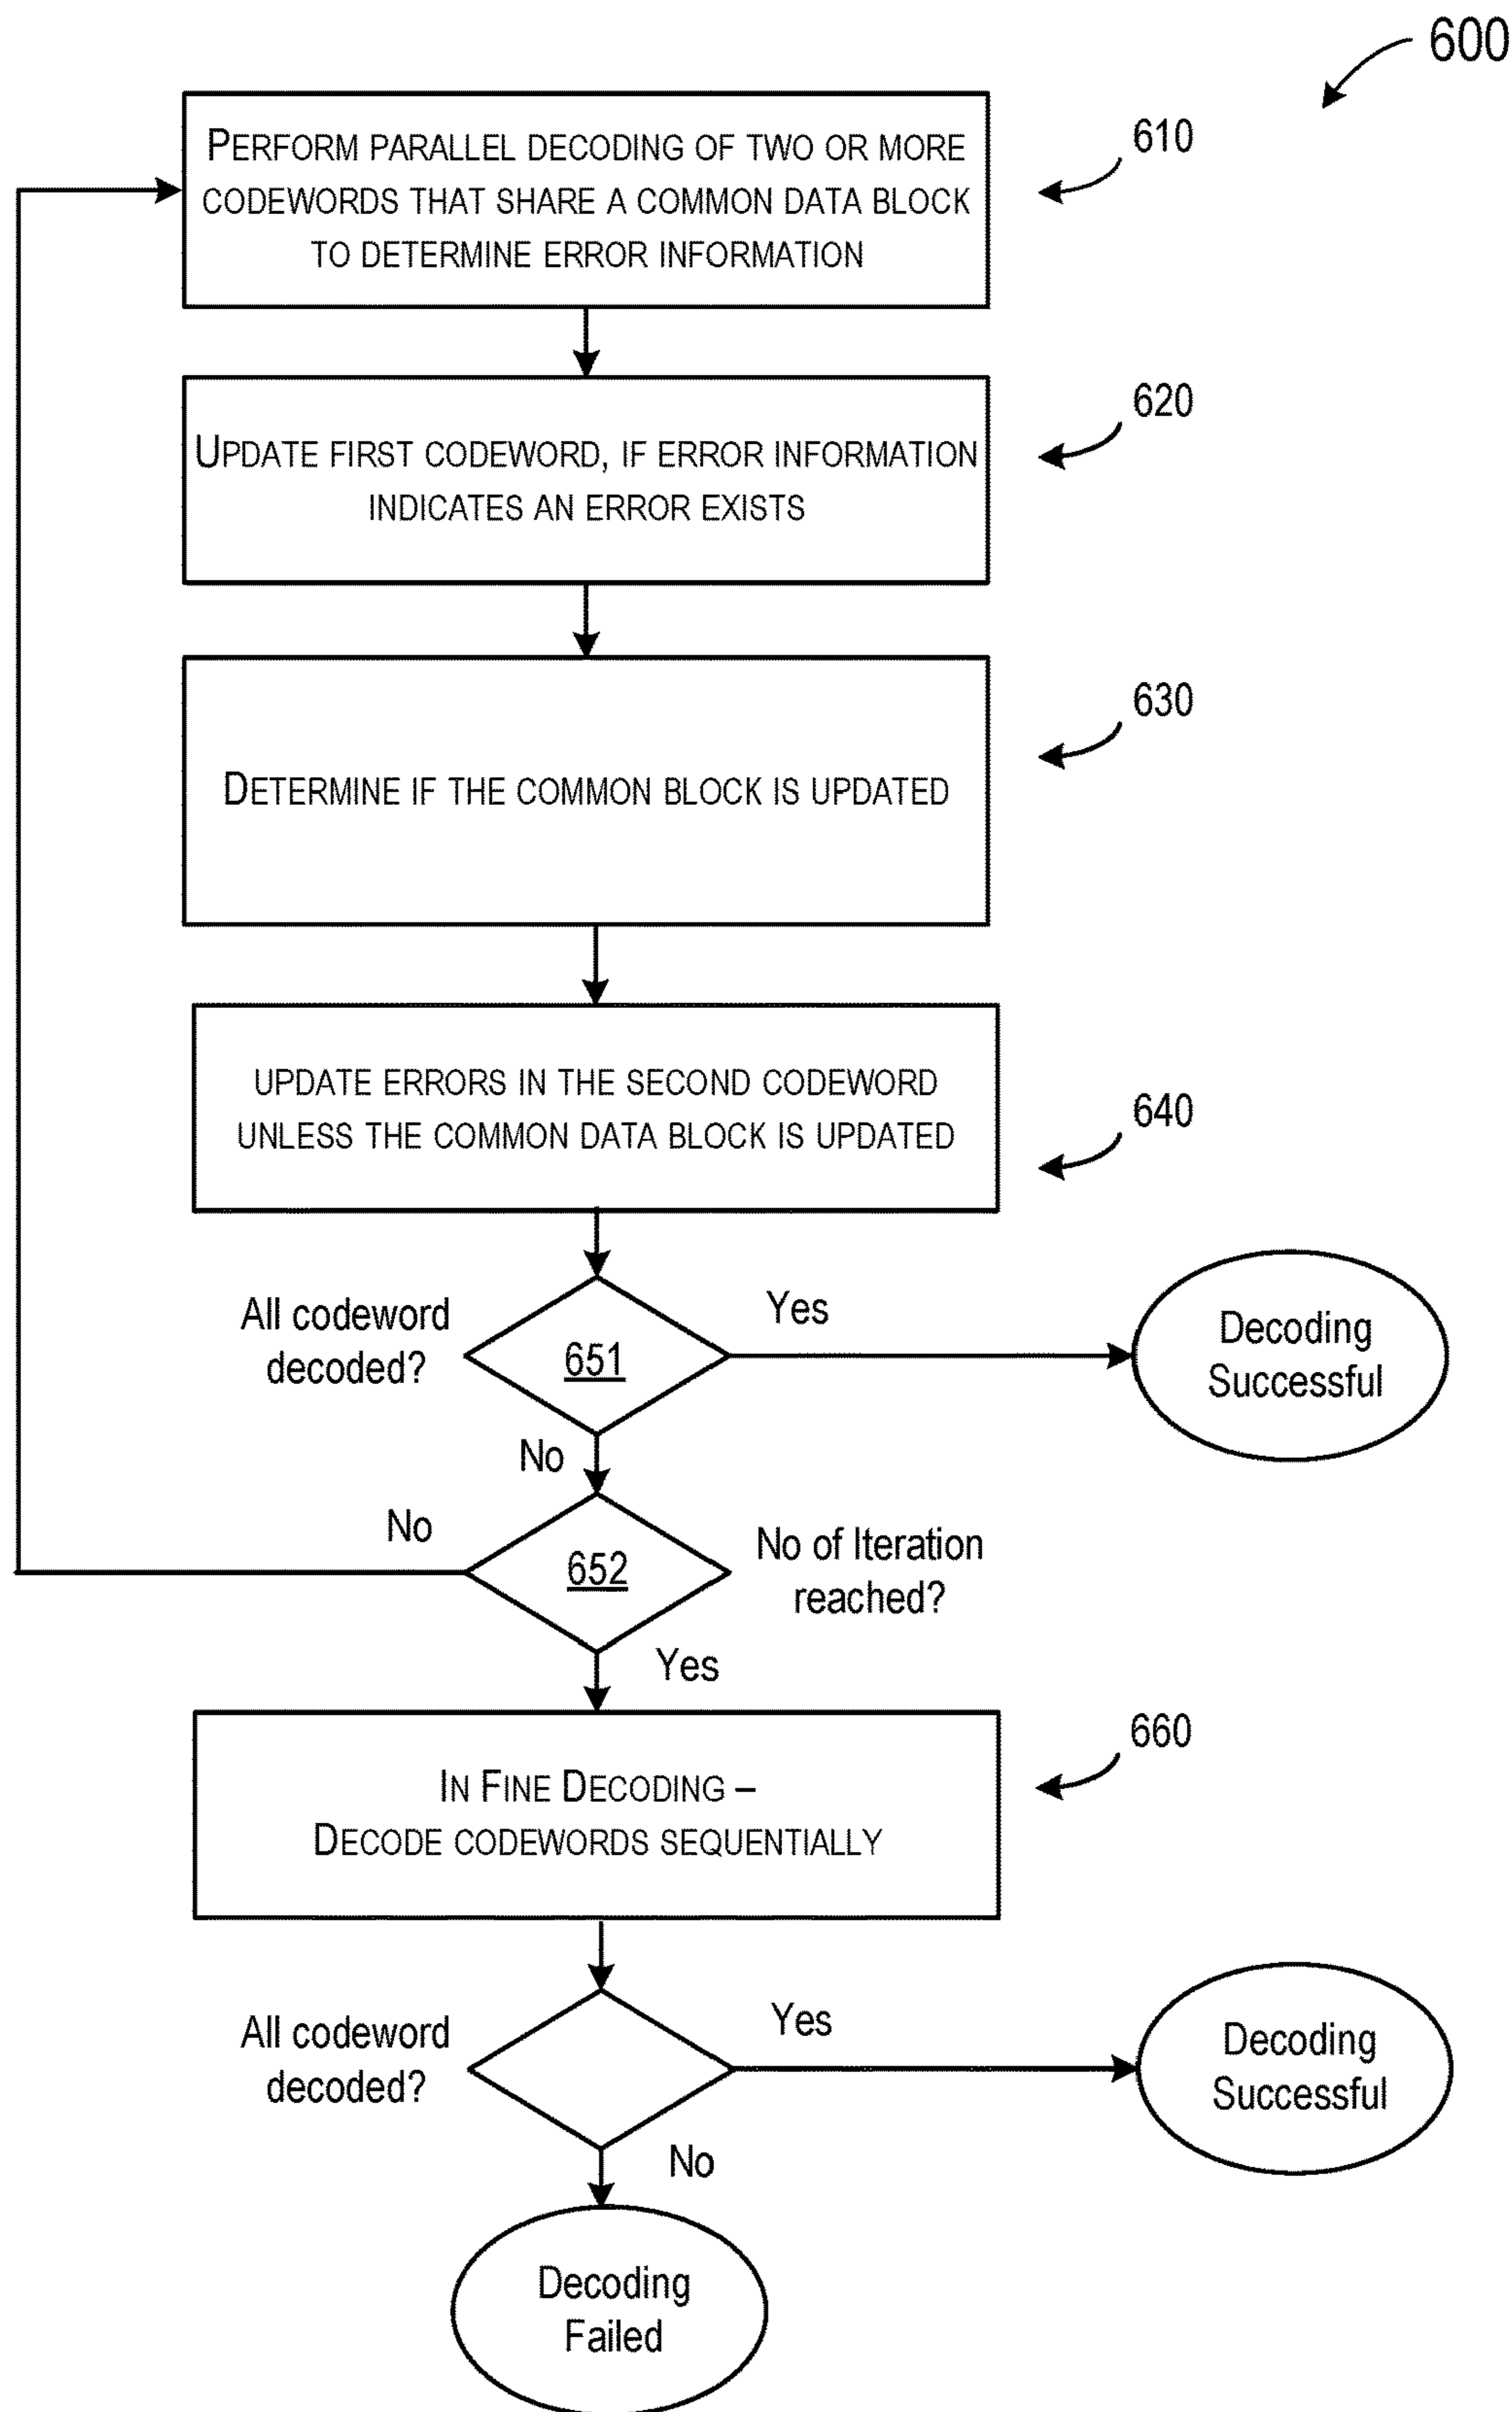 600
PERFORM PARALLEL DECODING OF TWO OR MORE
CODEWORDS THAT SHARE A COMMON DATA BLOCK
TO DETERMINE ERROR INFORMATION
610
UPDATE FIRST CODEWORD, IF ERROR INFORMATION
INDICATES AN ERROR EXISTS
620
DETERMINE IF THE COMMON BLOCK IS UPDATED
630
UPDATE ERRORS IN THE SECOND CODEWORD
UNLESS THE COMMON DATA BLOCK IS UPDATED
640
All codeword
decoded?
651
Yes
Decoding
Successful
No
No
652
No of Iteration
reached?
Yes
IN FINE DECODING –
DECODE CODEWORDS SEQUENTIALLY
660
All codeword
decoded?
Yes
Decoding
Successful
No
Decoding
Failed